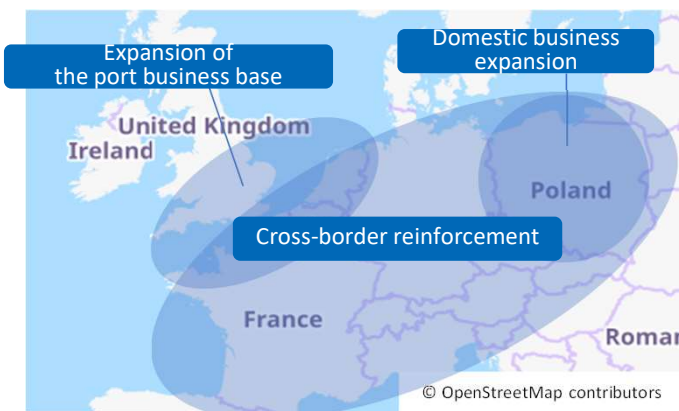 Expansion of
the port business base
Domestic business
expansion
United Kingdom
Ireland
Poland
Cross-border reinforcement
France
Roman
© OpenStreetMap contributors